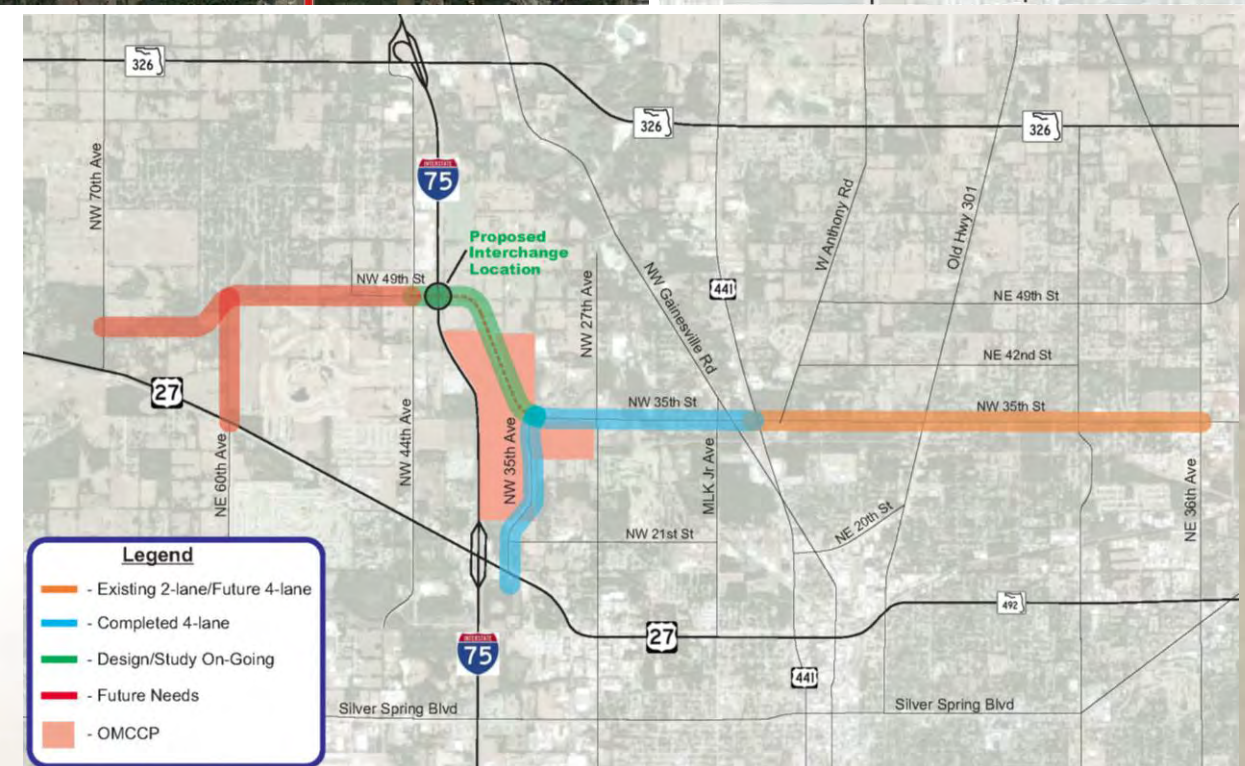 326
326
326
INTERSTATE
75
NW 70th Ave
W Anthony Rd
Old Hwy 301
Proposed
Interchange
Location
NW 49th St
NW 27th Ave
NW Gainesville Rd
441
NE 49th St
NE 42nd St
27
NW 35th St
NW 35th St
NE 60th Ave
NW 44th Ave
NW 35th Ave
MLK Jr Ave
NE 36th Ave
NW 21st St
NE 20th St
Legend
- Existing 2-lane/Future 4-lane
- Completed 4-lane
- Design/Study On-Going
- Future Needs
- OMCCP
492
27
INTERSTATE
75
441
Silver Spring Blvd
Silver Spring Blvd